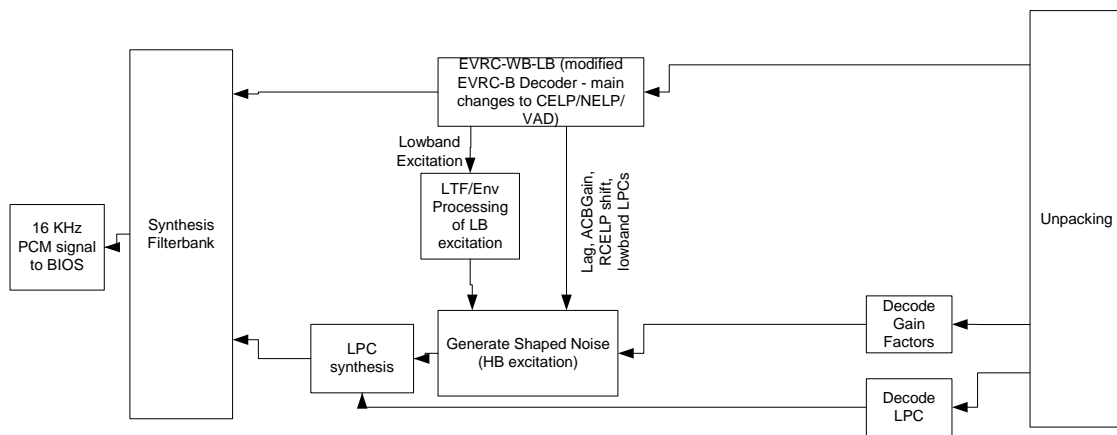 EVRC-WB-LB (modified
EVRC-B Decoder - main
changes to CELP/NELP/
VAD)
Lowband
Excitation
LTF/Env
Processing
of LB
excitation
Lag, ACBGain,
RCELP shift,
lowband LPCs
16 KHz
PCM signal
to BIOS
Synthesis
Filterbank
Unpacking
Decode
Gain
Factors
Generate Shaped Noise
(HB excitation)
LPC
synthesis
Decode
LPC